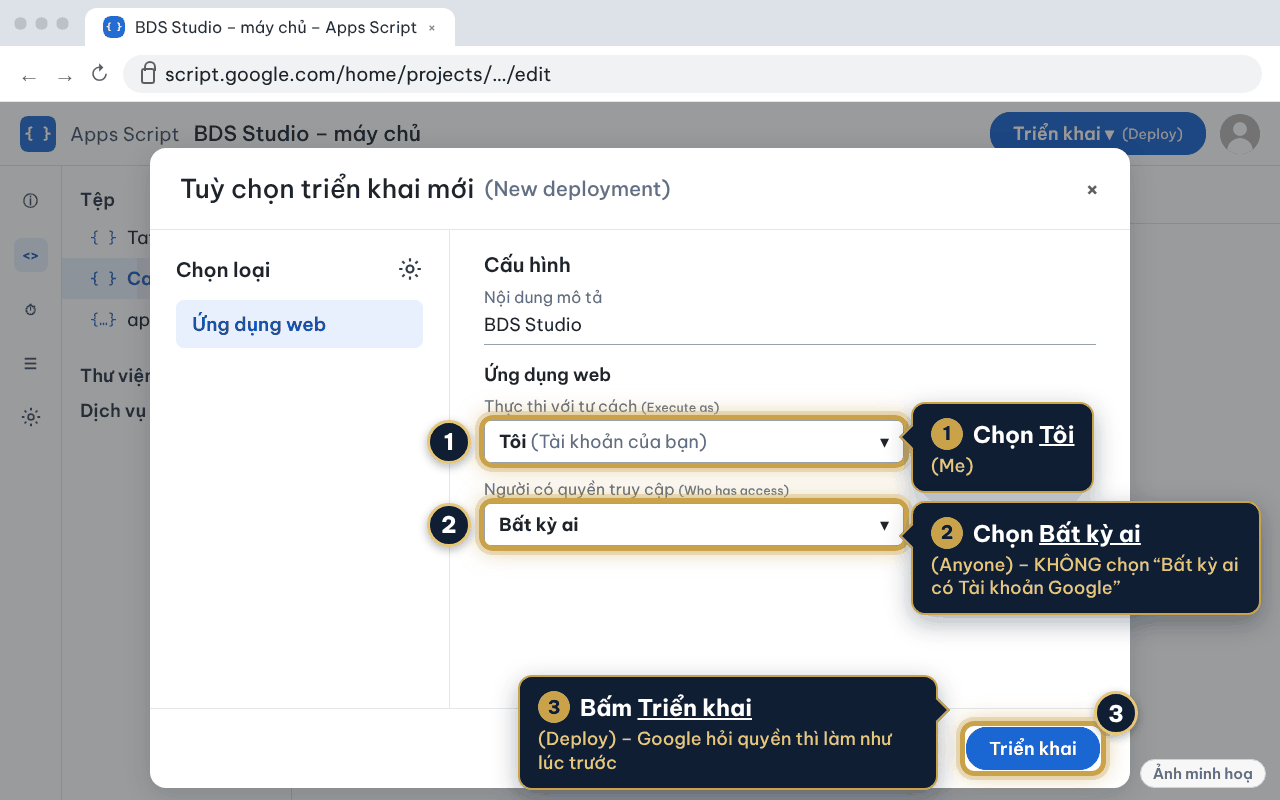 { } BDS Studio – máy chủ – Apps Script ×
← → script.google.com/home/projects/.../edit
{ } Apps Script BDS Studio – máy chủ
Triển khai ▾ (Deploy)
Tuỳ chọn triển khai mới (New deployment) ×
Tệp
{ }
<> { }
{...} ap
Thư viện
Dịch vụ
Chọn loại
Ứng dụng web
Cấu hình
Nội dung mô tả
BDS Studio
Ứng dụng web
Thực thi với tư cách (Execute as)
1 Tôi (Tài khoản của bạn) ▾
1 Chọn Tôi
(Me)
Người có quyền truy cập (Who has access)
2 Bất kỳ ai ▾
2 Chọn Bất kỳ ai
(Anyone) – KHÔNG chọn “Bất kỳ ai
có Tài khoản Google”
3 Bấm Triển khai
(Deploy) – Google hỏi quyền thì làm như
lúc trước
3
Triển khai
Ảnh minh hoạ